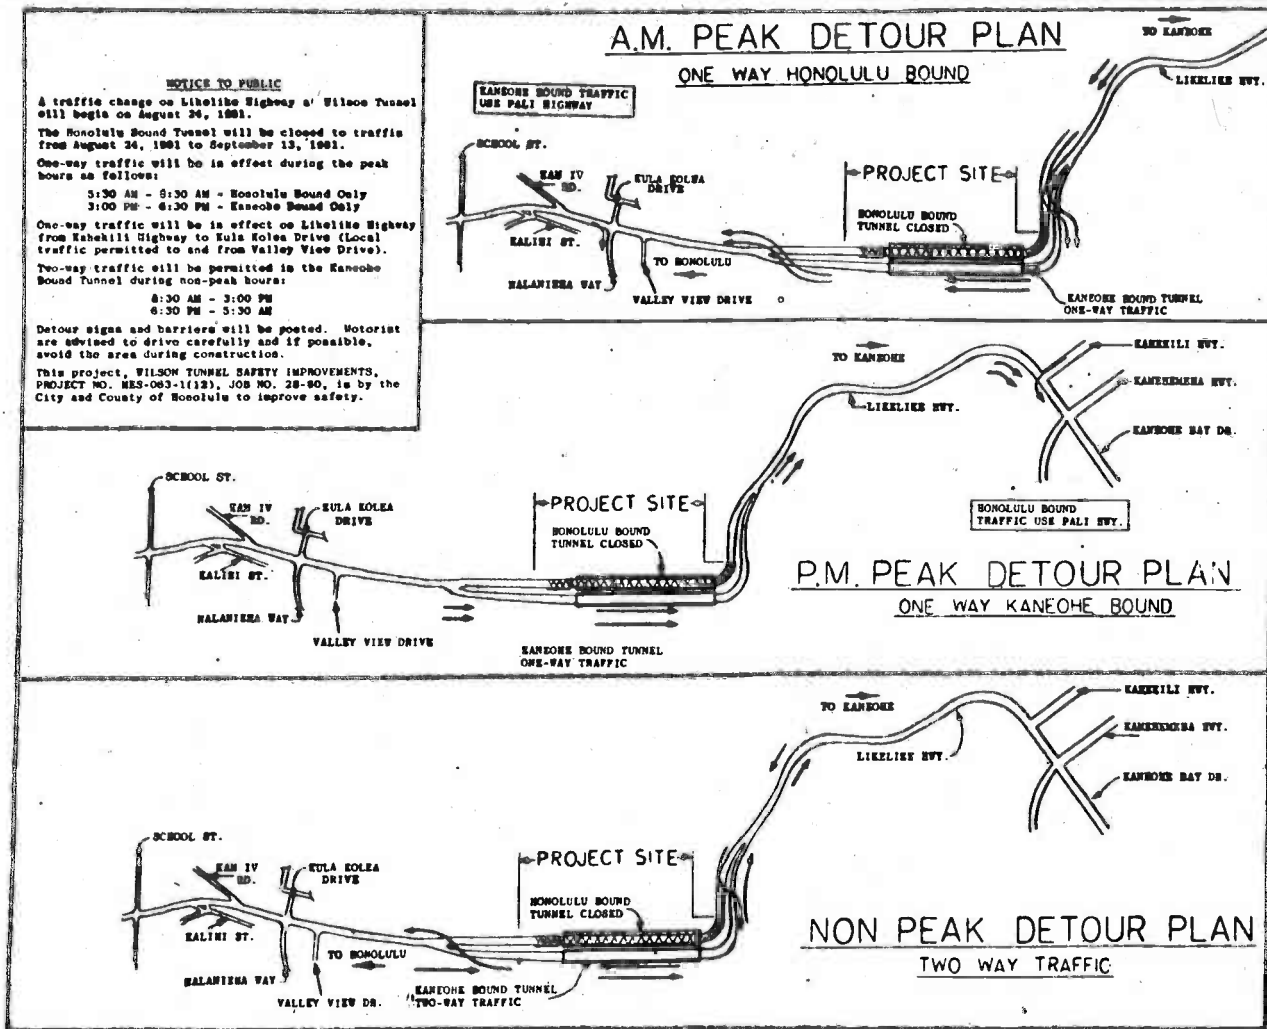 NOTICE TO PUBLIC
A traffic change on Likelike Highway at Wilson Tunnel
will begin on August 24, 1981.
The Honolulu Bound Tunnel will be closed to traffic
from August 24, 1981 to September 13, 1981.
One-way traffic will be in effect during the peak
hours as follows:
5:30 AM - 8:30 AM - Honolulu Bound Only
3:00 PM - 6:30 PM - Kaneohe Bound Only
One-way traffic will be in effect on Likelike Highway
from Kahekili Highway to Kula Kolea Drive (Local
traffic permitted to and from Valley View Drive).
Two-way traffic will be permitted in the Kaneohe
Bound Tunnel during non-peak hours:
8:30 AM - 3:00 PM
6:30 PM - 5:30 AM
Detour signs and barriers will be posted. Motorist
are advised to drive carefully and if possible,
avoid the area during construction.
This project, WILSON TUNNEL SAFETY IMPROVEMENTS,
PROJECT NO. HES-063-1(12), JOB NO. 28-80, is by the
City and County of Honolulu to improve safety.
A.M. PEAK DETOUR PLAN
ONE WAY HONOLULU BOUND
KANEOHE BOUND TRAFFIC
USE PALI HIGHWAY
TO KANEOHE
LIKELIKE HWY.
SCHOOL ST.
KAM IV
RD.
KULA KOLEA
DRIVE
KALIHI ST.
NALANIEHA WAY
VALLEY VIEW DRIVE
TO HONOLULU
PROJECT SITE
HONOLULU BOUND
TUNNEL CLOSED
KANEOHE BOUND TUNNEL
ONE-WAY TRAFFIC
TO KANEOHE
LIKELIKE HWY.
KAHEKILI HWY.
KAMEHAMEHA HWY.
KANEOHE BAY DR.
HONOLULU BOUND
TRAFFIC USE PALI HWY.
P.M. PEAK DETOUR PLAN
ONE WAY KANEOHE BOUND
SCHOOL ST.
KAM IV
RD.
KULA KOLEA
DRIVE
KALIHI ST.
NALANIEHA WAY
VALLEY VIEW DRIVE
PROJECT SITE
HONOLULU BOUND
TUNNEL CLOSED
KANEOHE BOUND TUNNEL
ONE-WAY TRAFFIC
TO KANEOHE
LIKELIKE HWY.
KAHEKILI HWY.
KAMEHAMEHA HWY.
KANEOHE BAY DR.
SCHOOL ST.
KAM IV
RD.
KULA KOLEA
DRIVE
KALIHI ST.
NALANIEHA WAY
VALLEY VIEW DR.
TO HONOLULU
PROJECT SITE
HONOLULU BOUND
TUNNEL CLOSED
KANEOHE BOUND TUNNEL
TWO-WAY TRAFFIC
NON PEAK DETOUR PLAN
TWO WAY TRAFFIC